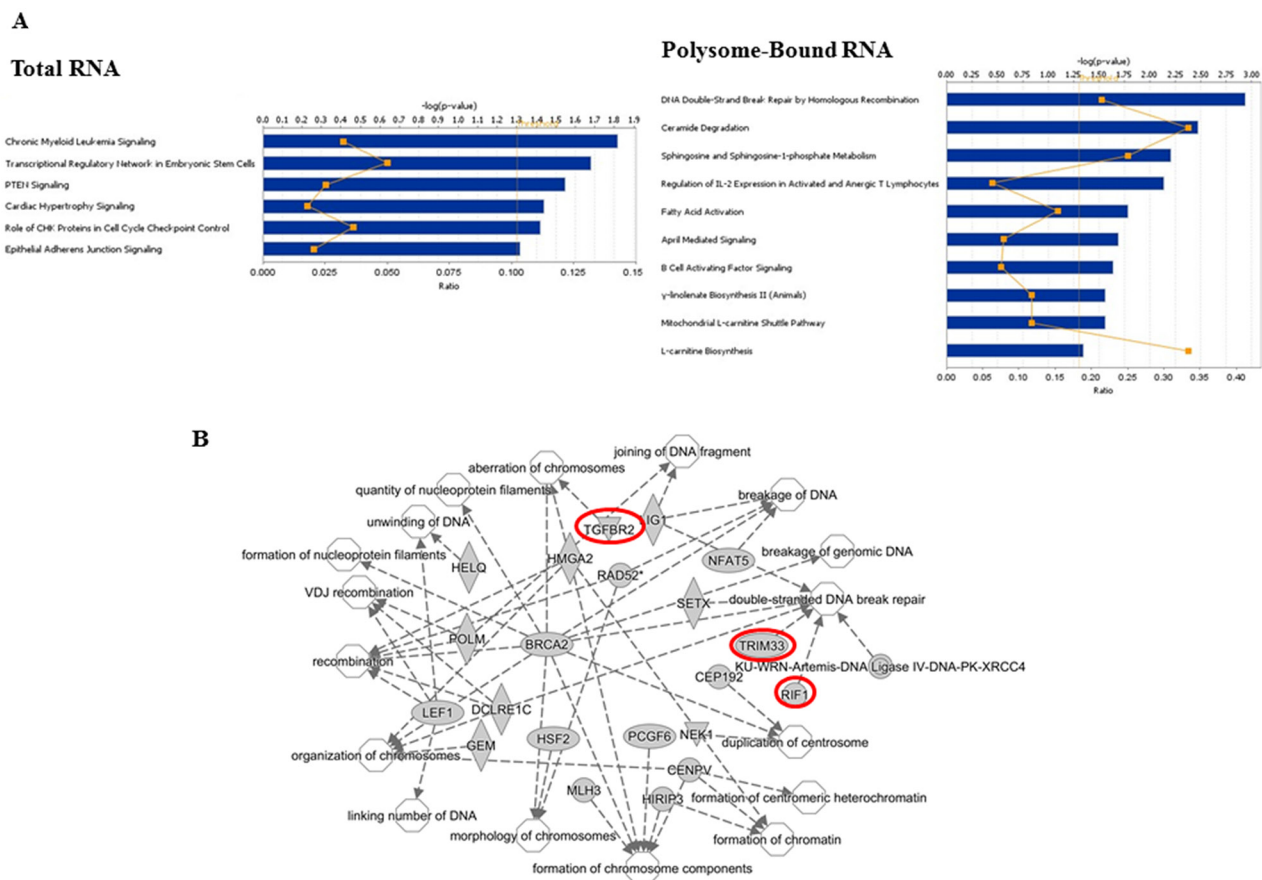 A
Total RNA
-log(p-value)
0.0 0.1 0.2 0.3 0.4 0.5 0.6 0.7 0.8 0.9 1.0 1.1 1.2 1.3 1.4 1.5 1.6 1.7 1.8 1.9
Threshold
Chronic Myeloid Leukemia Signaling
Transcriptional Regulatory Network in Embryonic Stem Cells
PTEN Signaling
Cardiac Hypertrophy Signaling
Role of CHK Proteins in Cell Cycle Checkpoint Control
Epithelial Adherens Junction Signaling
0.000 0.025 0.050 0.075 0.100 0.125 0.15
Ratio
Polysome-Bound RNA
-log(p-value)
0.00 0.25 0.50 0.75 1.00 1.25 1.50 1.75 2.00 2.25 2.50 2.75 3.00
Threshold
DNA Double-Strand Break Repair by Homologous Recombination
Ceramide Degradation
Sphingosine and Sphingosine-1-phosphate Metabolism
Regulation of IL-2 Expression in Activated and Anergic T Lymphocytes
Fatty Acid Activation
April Mediated Signaling
B Cell Activating Factor Signaling
γ-linolenate Biosynthesis II (Animals)
Mitochondrial L-carnitine Shuttle Pathway
L-carnitine Biosynthesis
0.00 0.05 0.10 0.15 0.20 0.25 0.30 0.35 0.40
Ratio
B
joining of DNA fragment
aberration of chromosomes
quantity of nucleoprotein filaments
breakage of DNA
unwinding of DNA
TGFBR2
LIG1
formation of nucleoprotein filaments
HELQ
HMGA2
RAD52*
NFAT5
breakage of genomic DNA
VDJ recombination
SETX
double-stranded DNA break repair
POLM
BRCA2
TRIM33
recombination
KU-WRN-Artemis-DNA Ligase IV-DNA-PK-XRCC4
CEP192
RIF1
LEF1
DCLRE1C
GEM
HSF2
PCGF6
NEK1
duplication of centrosome
organization of chromosomes
CENPV
MLH3
HIRIP3
formation of centromeric heterochromatin
linking number of DNA
morphology of chromosomes
formation of chromatin
formation of chromosome components